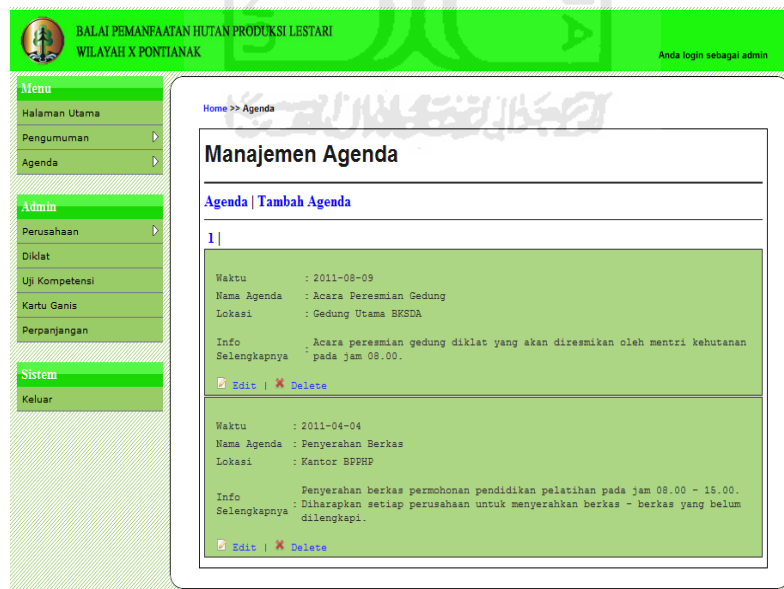 BALAI PEMANFAATAN HUTAN PRODUKSI LESTARI
WILAYAH X PONTIANAK
Anda login sebagai admin
Menu
Halaman Utama
Pengumuman
Agenda
Admin
Perusahaan
Diklat
Uji Kompetensi
Kartu Ganis
Perpanjangan
Sistem
Keluar
Home >> Agenda
Manajemen Agenda
Agenda | Tambah Agenda
1 |
Waktu : 2011-08-09
Nama Agenda : Acara Peresmian Gedung
Lokasi : Gedung Utama BKSDA
Info Selengkapnya : Acara peresmian gedung diklat yang akan diresmikan oleh mentri kehutanan
pada jam 08.00.
Edit | Delete
Waktu : 2011-04-04
Nama Agenda : Penyerahan Berkas
Lokasi : Kantor BPPHP
Info Selengkapnya : Penyerahan berkas permohonan pendidikan pelatihan pada jam 08.00 - 15.00.
Diharapkan setiap perusahaan untuk menyerahkan berkas - berkas yang belum
dilengkapi.
Edit | Delete